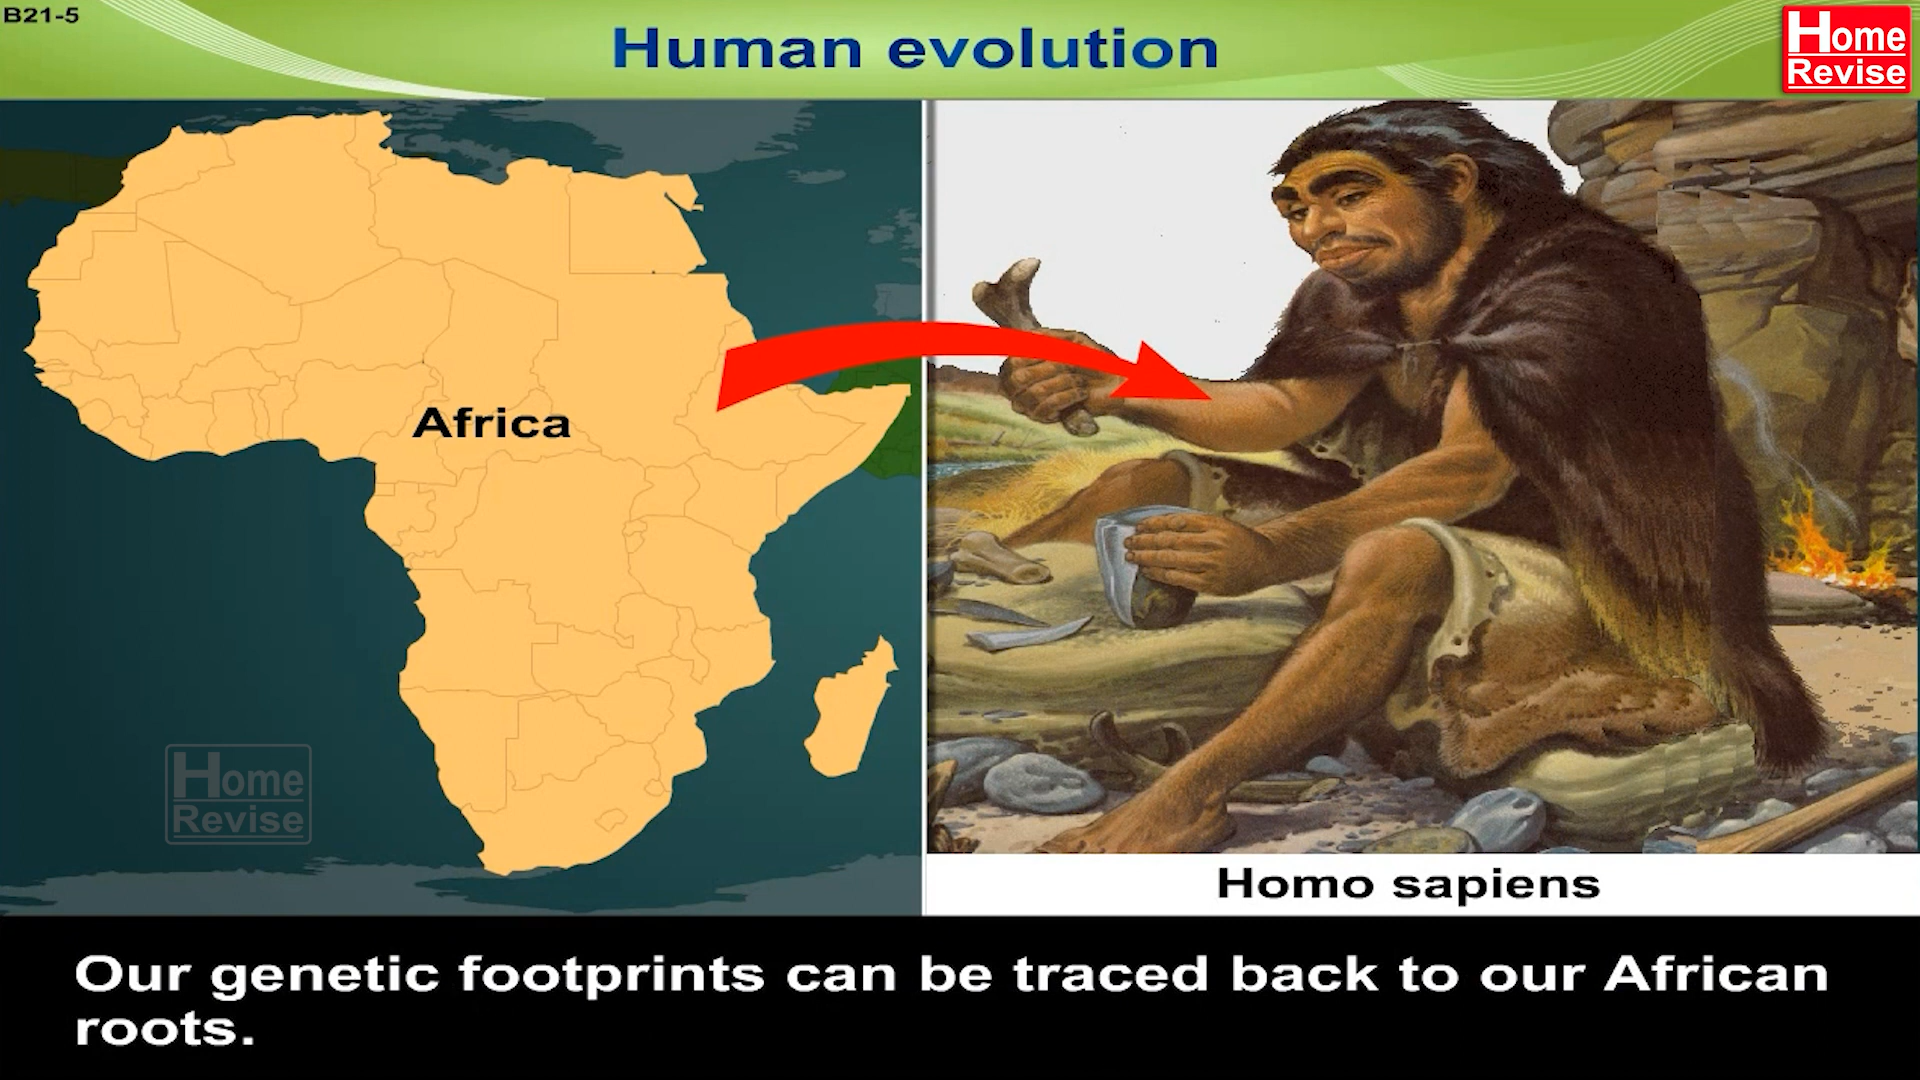 B21-5
Human evolution
Home
Revise
Africa
Home
Revise
Homo sapiens
Our genetic footprints can be traced back to our African
roots.